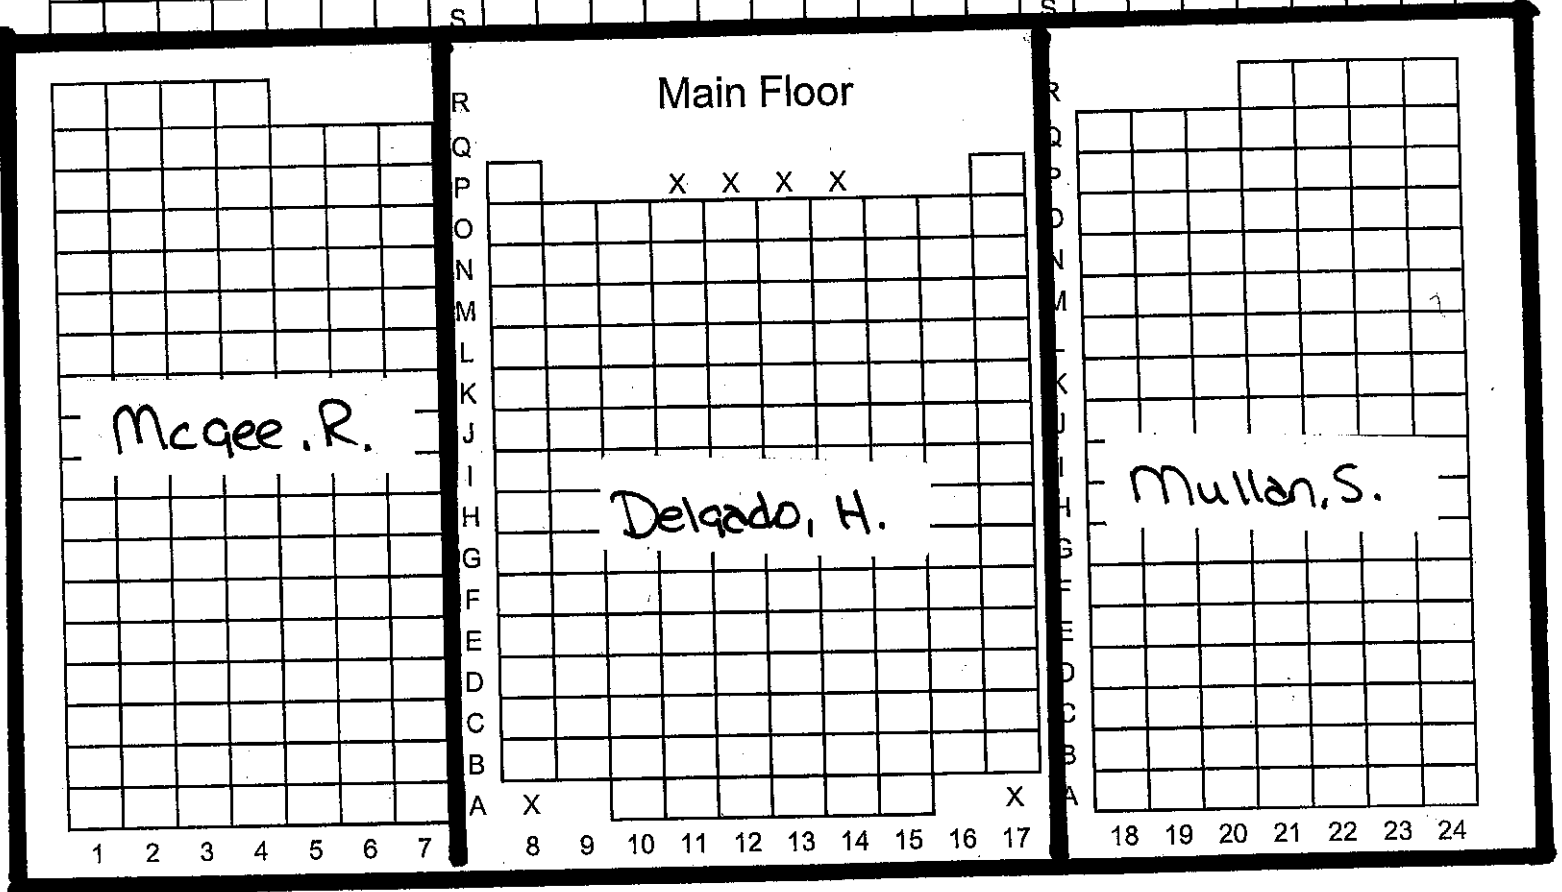 S S
Main Floor
R R
Q Q
P X X X X P
O O
N N
M M
L L
K K
J J
I I
H H
G G
F F
E E
D D
C C
B B
A X X A
Mcgee. R.
Delgado, H.
Mullan, S.
1 2 3 4 5 6 7 8 9 10 11 12 13 14 15 16 17 18 19 20 21 22 23 24